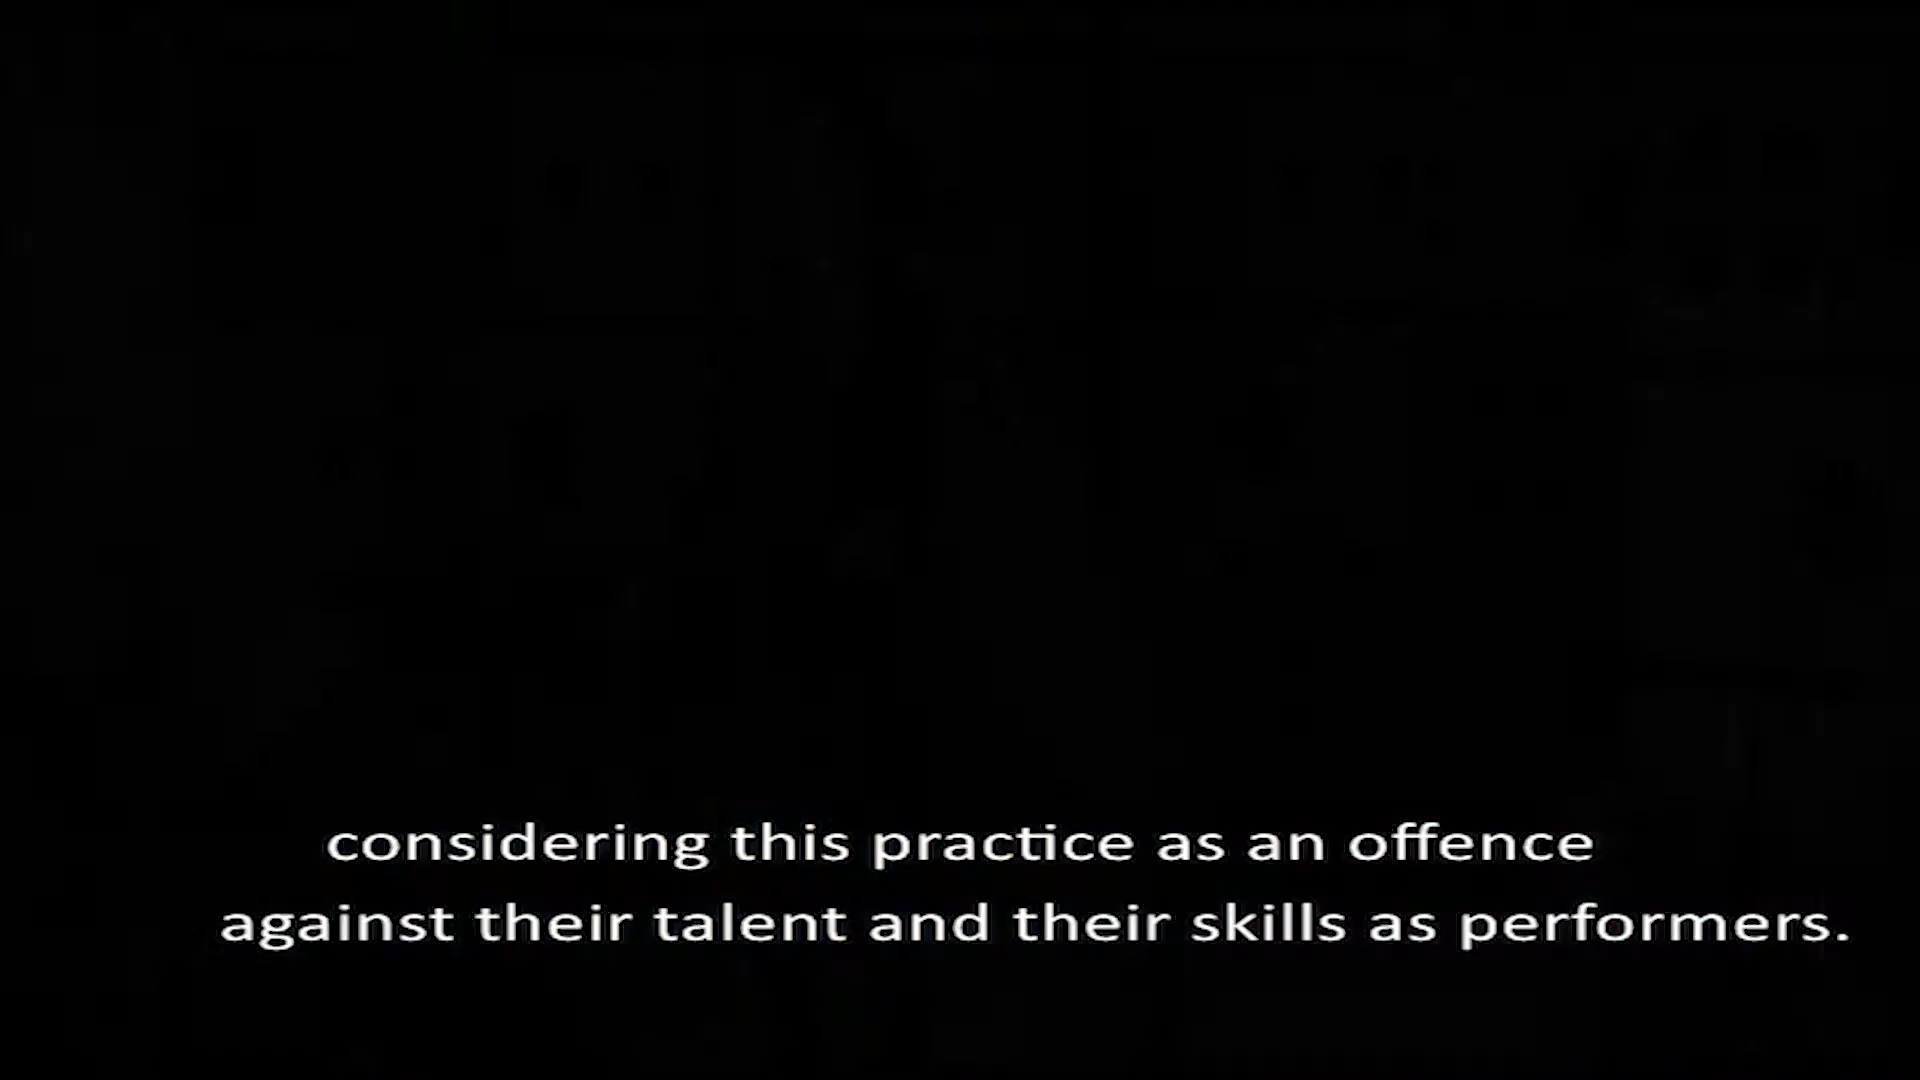 considering this practice as an offence
against their talent and their skills as performers.